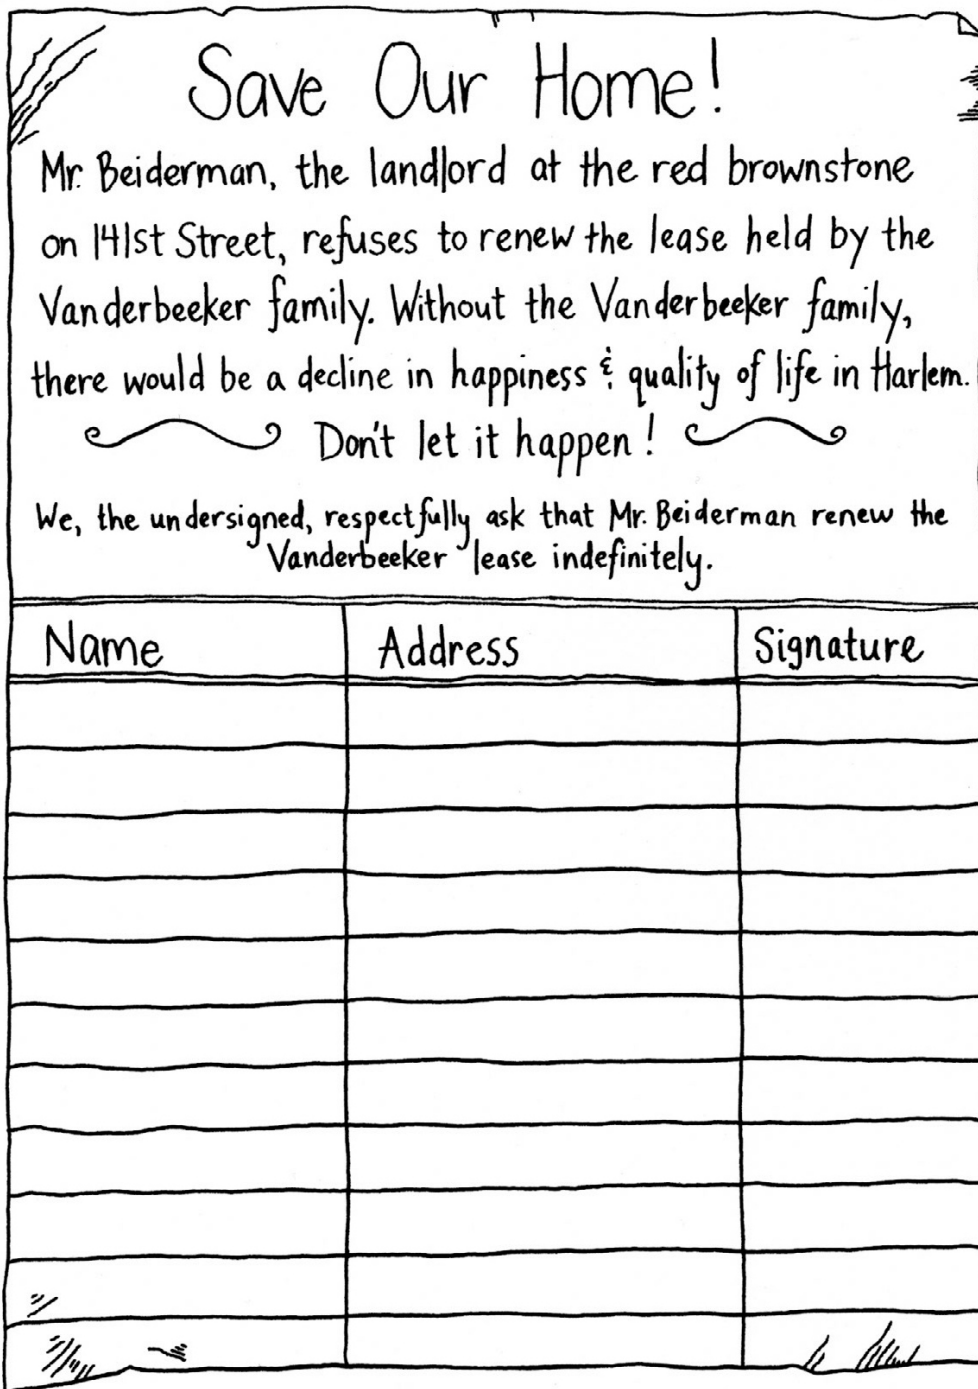 Save Our Home!
Mr. Beiderman, the landlord at the red brownstone
on 141st Street, refuses to renew the lease held by the
Vanderbeeker family. Without the Vanderbeeker family,
there would be a decline in happiness & quality of life in Harlem.
Don't let it happen!
We, the undersigned, respectfully ask that Mr. Beiderman renew the
Vanderbeeker lease indefinitely.
Name Address Signature